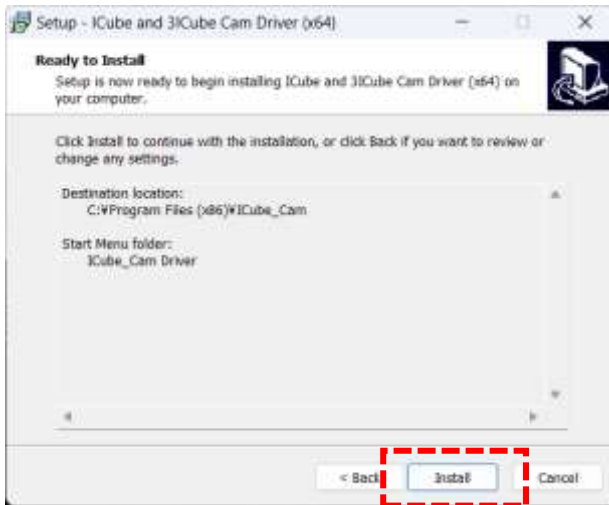 Setup - ICube and 3ICube Cam Driver (x64)
Ready to Install
Setup is now ready to begin installing ICube and 3ICube Cam Driver (x64) on
your computer.
Click Install to continue with the installation, or click Back if you want to review or
change any settings.
Destination location:
C:¥Program Files (x86)¥ICube_Cam
Start Menu folder:
ICube_Cam Driver
< Back
Install
Cancel